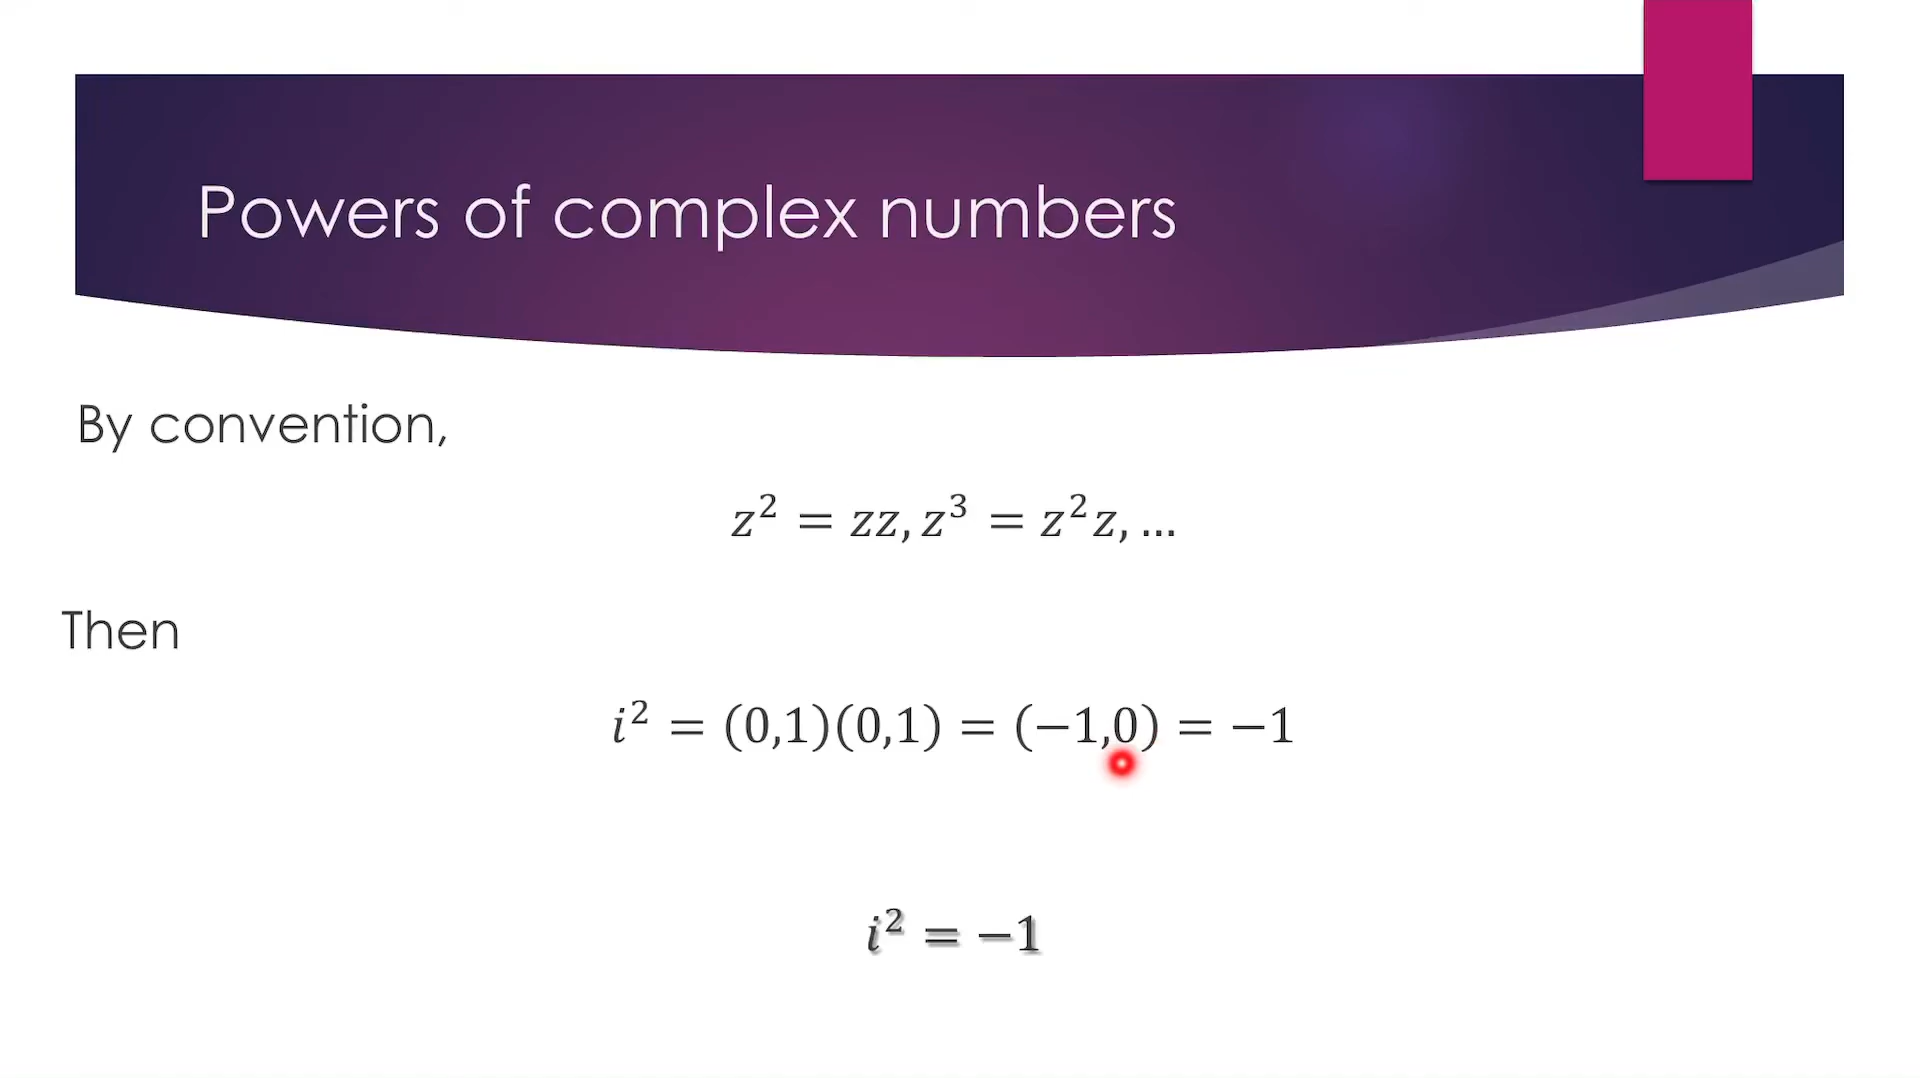 Powers of complex numbers
By convention,
z² = zz, z³ = z²z, …
Then
i² = (0,1)(0,1) = (−1,0) = −1
i² = −1